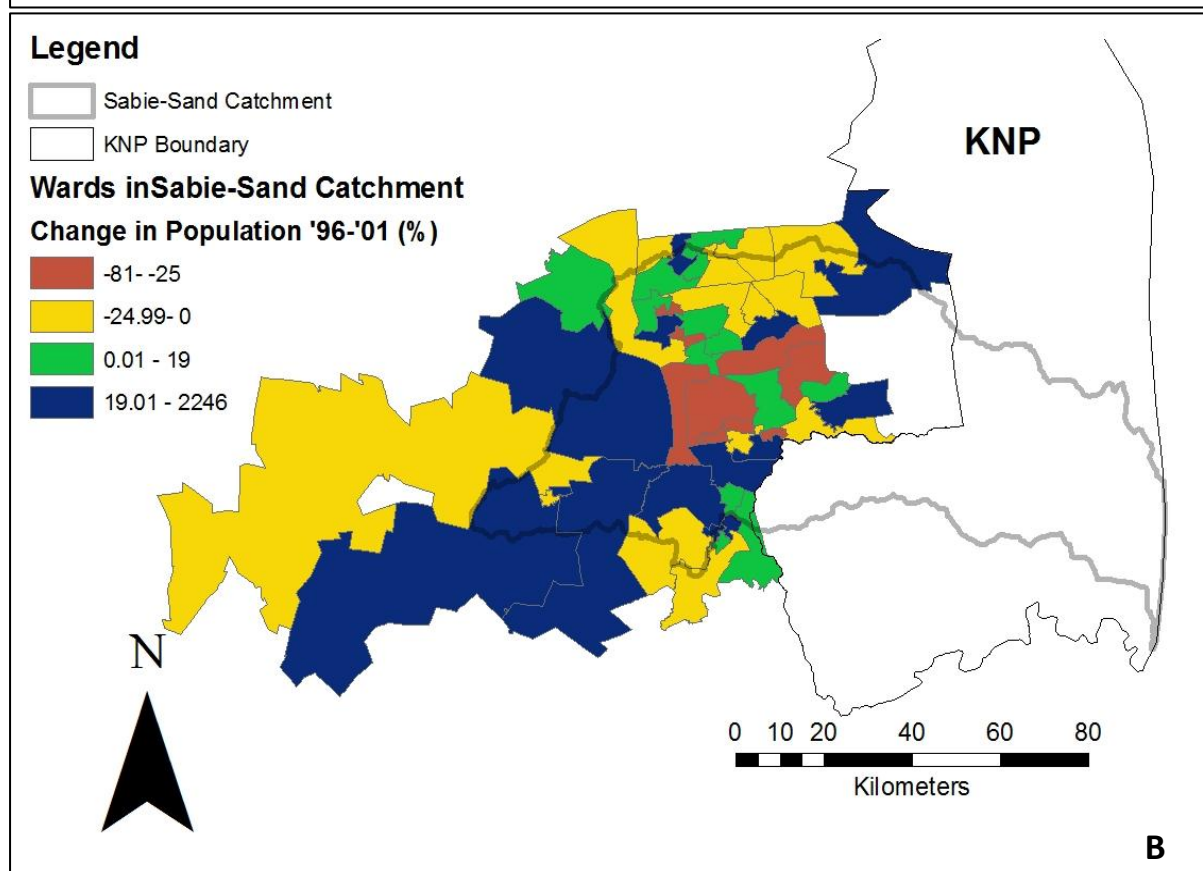 Legend
Sabie-Sand Catchment
KNP Boundary
Wards inSabie-Sand Catchment
Change in Population '96-'01 (%)
-81- -25
-24.99- 0
0.01 - 19
19.01 - 2246
KNP
N
0 10 20 40 60 80
Kilometers
B